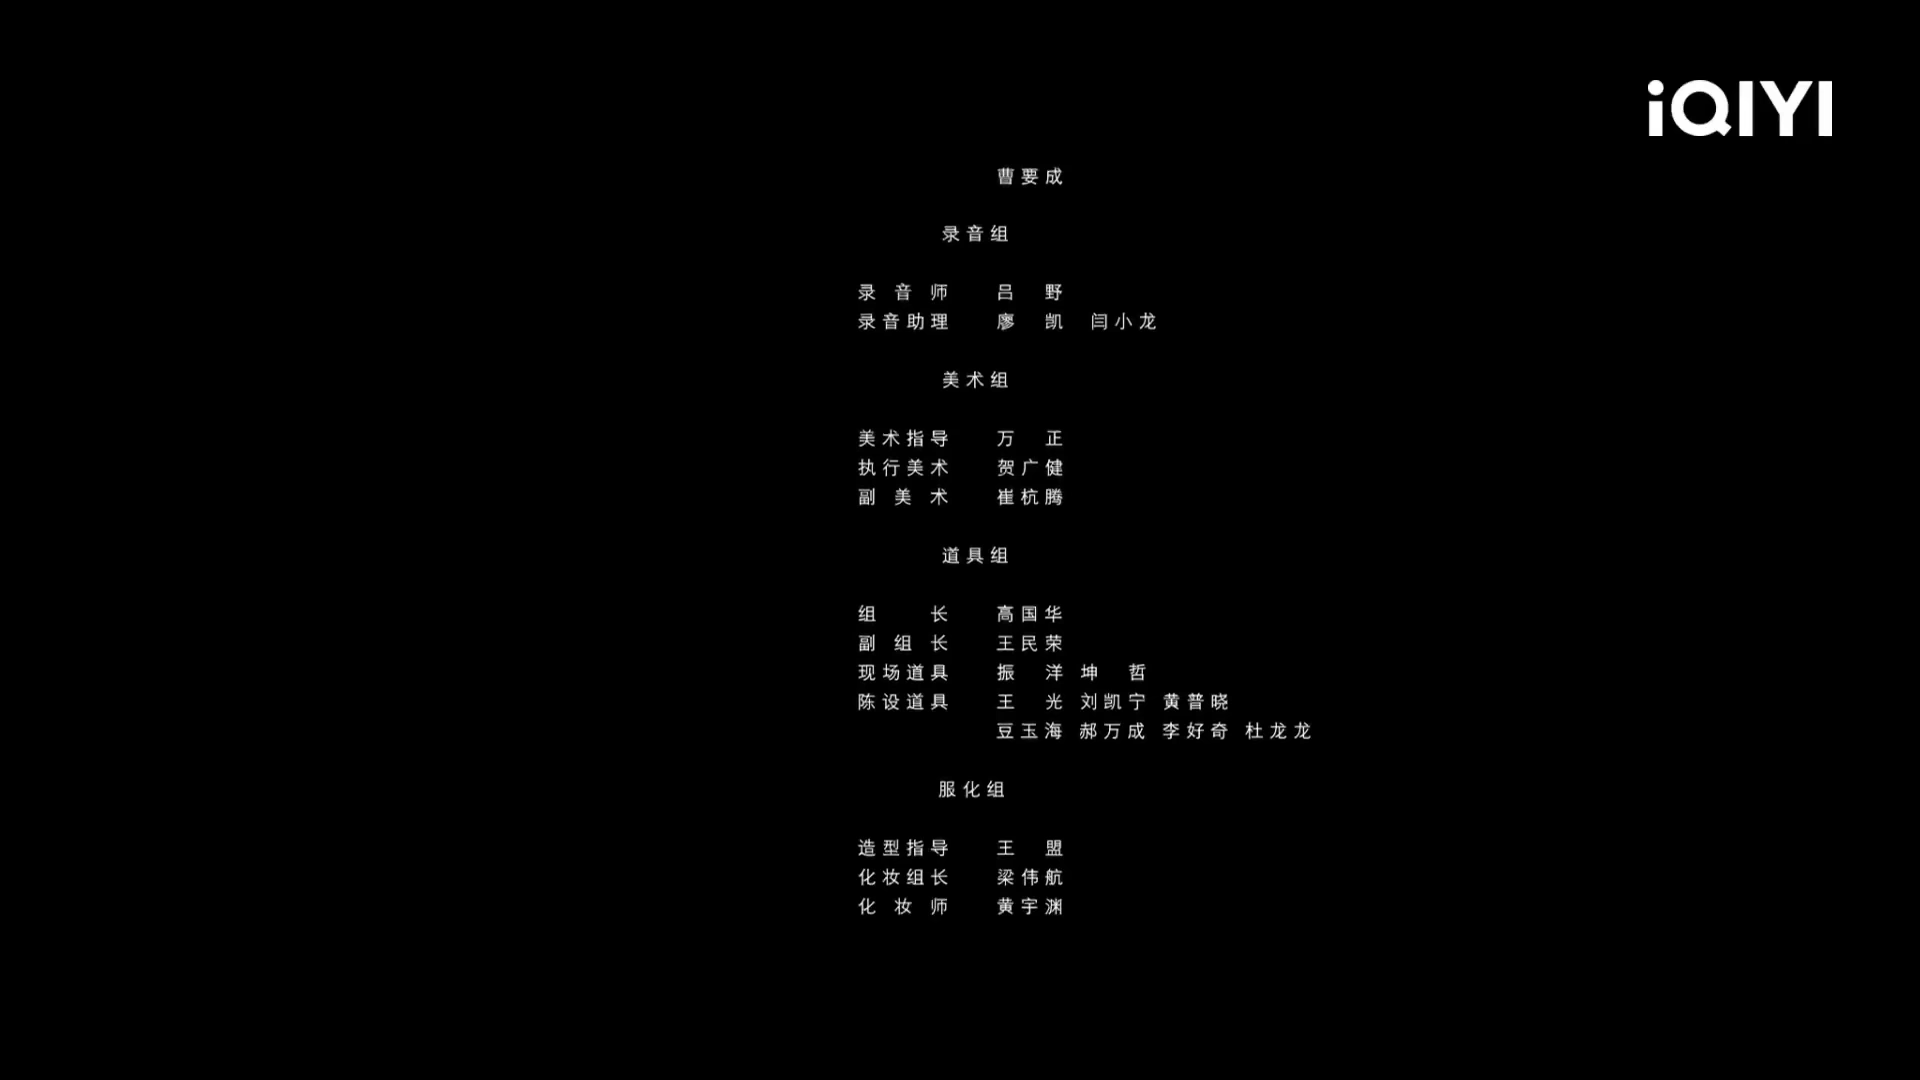 iQIYI
曹要成
录音组
录音师 吕野
录音助理 廖凯 闫小龙
美术组
美术指导 万正
执行美术 贺广健
副美术 崔杭腾
道具组
组长 高国华
副组长 王民荣
现场道具 振洋 坤哲
陈设道具 王光 刘凯宁 黄普晓
豆玉海 郝万成 李好奇 杜龙龙
服化组
造型指导 王盟
化妆组长 梁伟航
化妆师 黄宇渊